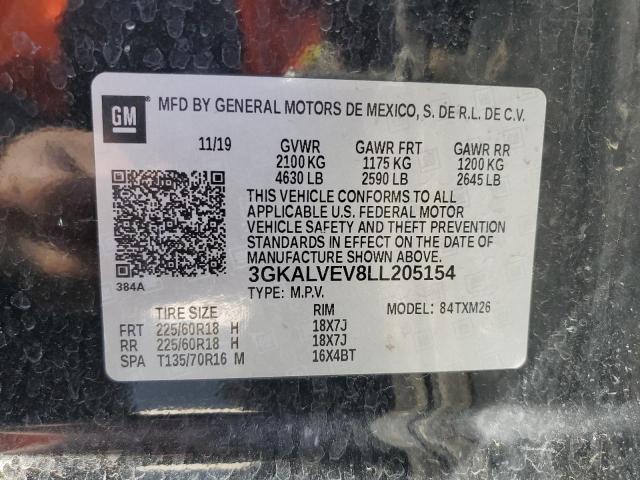 GM MFD BY GENERAL MOTORS DE MEXICO, S. DE R.L. DE C.V.
11/19 GVWR GAWR FRT GAWR RR
2100 KG 1175 KG 1200 KG
4630 LB 2590 LB 2645 LB
THIS VEHICLE CONFORMS TO ALL
APPLICABLE U.S. FEDERAL MOTOR
VEHICLE SAFETY AND THEFT PREVENTION
STANDARDS IN EFFECT ON THE DATE OF
MANUFACTURE SHOWN ABOVE.
384A 3GKALVEV8LL205154
TYPE: M.P.V. MODEL: 84TXM26
TIRE SIZE RIM
FRT 225/60R18 H 18X7J
RR 225/60R18 H 18X7J
SPA T135/70R16 M 16X4BT